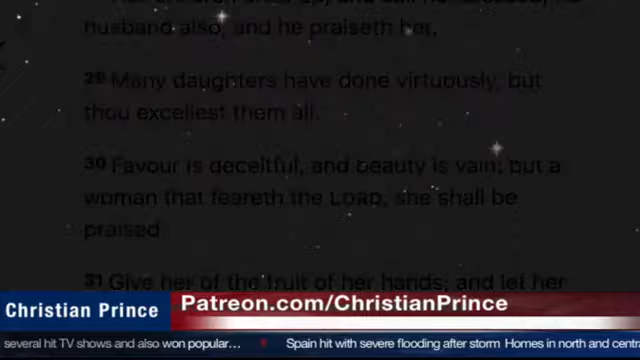 husband also, and he praiseth her.
29 Many daughters have done virtuously, but
thou excellest them all.
30 Favour is deceitful, and beauty is vain: but a
woman that feareth the LORD, she shall be
praised
31 Give her of the fruit of her hands; and let her
Christian Prince
Patreon.com/ChristianPrince
several hit TV shows and also won popular...
Spain hit with severe flooding after storm Homes in north and centr